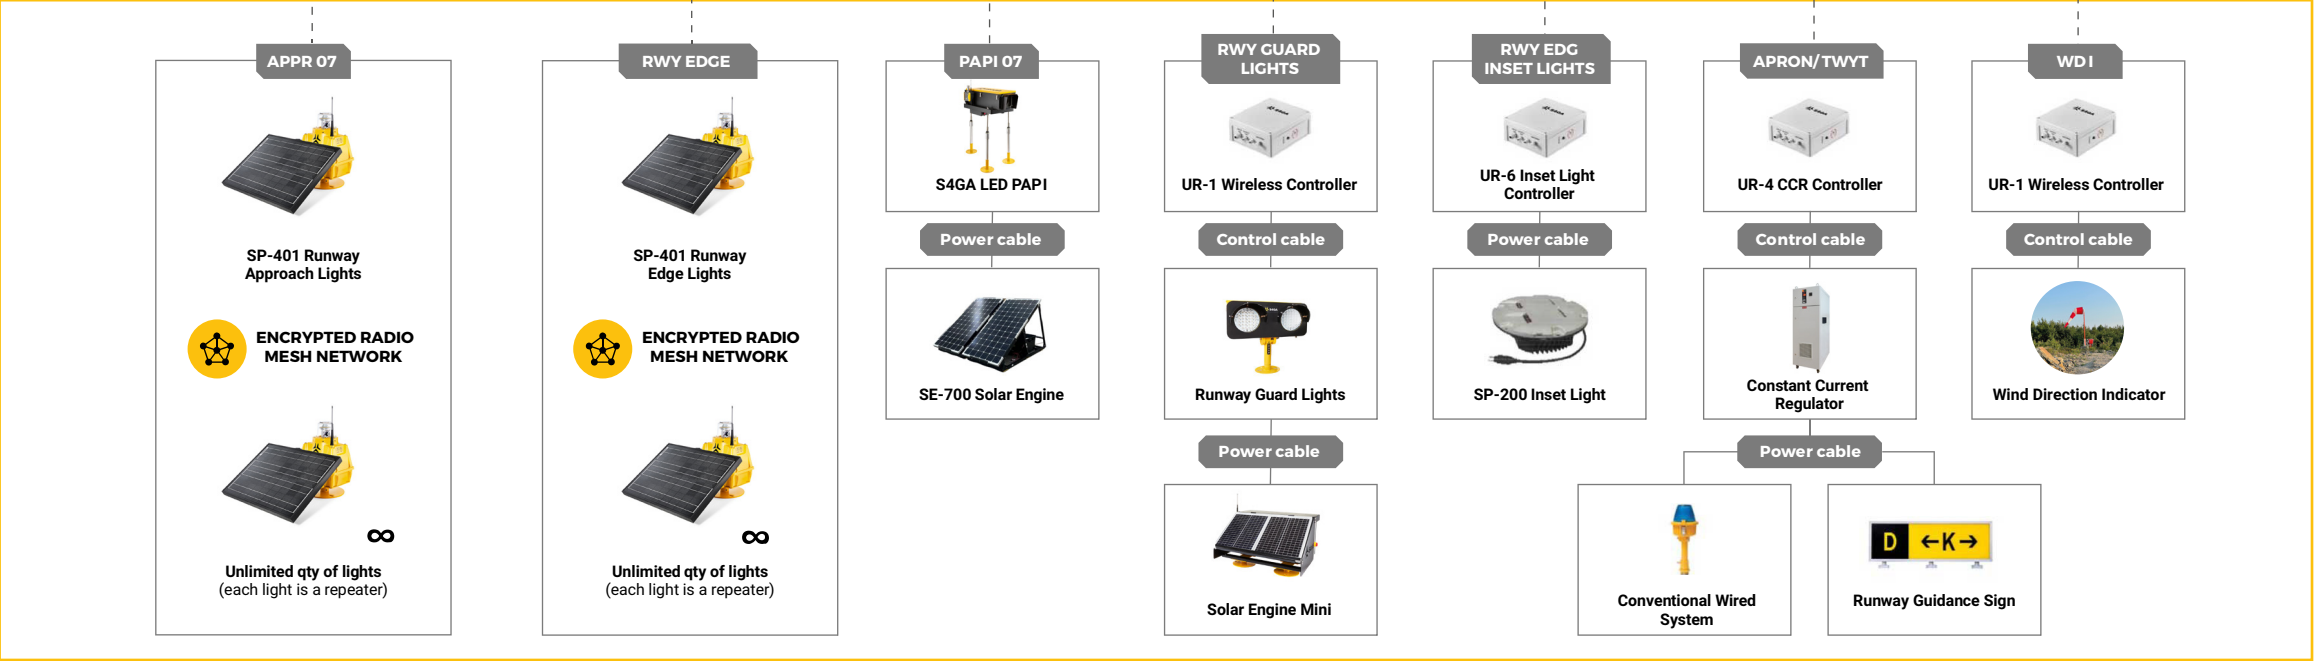 APPR 07
SP-401 Runway
Approach Lights
ENCRYPTED RADIO
MESH NETWORK
Unlimited qty of lights
(each light is a repeater)
RWY EDGE
SP-401 Runway
Edge Lights
ENCRYPTED RADIO
MESH NETWORK
Unlimited qty of lights
(each light is a repeater)
PAPI 07
S4GA LED PAPI
Power cable
SE-700 Solar Engine
RWY GUARD
LIGHTS
UR-1 Wireless Controller
Control cable
Runway Guard Lights
Power cable
Solar Engine Mini
RWY EDG
INSET LIGHTS
UR-6 Inset Light
Controller
Power cable
SP-200 Inset Light
APRON/TWYT
UR-4 CCR Controller
Control cable
Constant Current
Regulator
Power cable
Conventional Wired
System
D ←K→
Runway Guidance Sign
WDI
UR-1 Wireless Controller
Control cable
Wind Direction Indicator